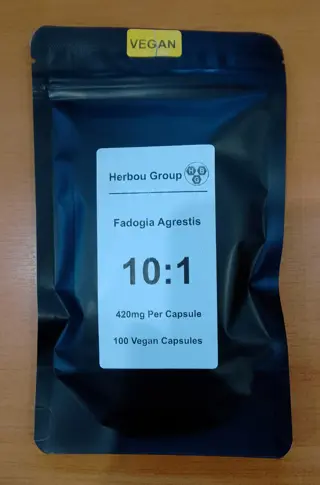 VEGAN
Herbou Group H B G
Fadogia Agrestis
10:1
420mg Per Capsule
100 Vegan Capsules